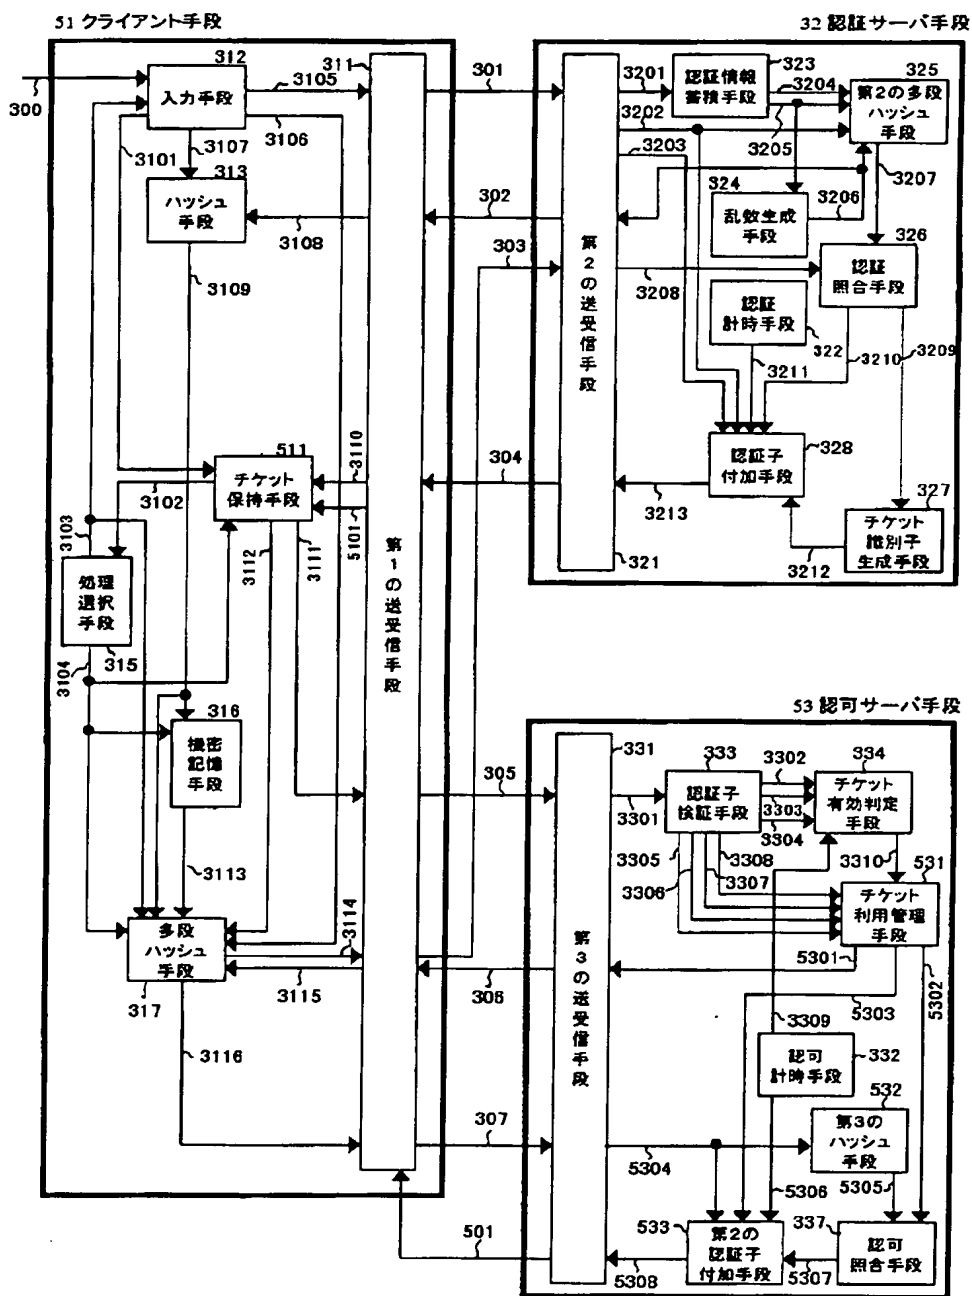 51 クライアント手段
32 認証サーバ手段
300
312
入力手段
3105
3106
3107
3101
311
301
313
ハッシュ
手段
3108
302
303
3109
3201
3202
3203
323
認証情報
蓄積手段
3204
3205
325
第2の多段
ハッシュ
手段
3207
324
乱数生成
手段
3206
326
認証
照合手段
3208
認証
計時手段
322
3209
3210
3211
第2の送受信手段
511
チケット
保持手段
3110
5101
3102
304
認証子
付加手段
328
3213
327
チケット
識別子
生成手段
3212
321
3103
処理
選択
手段
315
3104
3112
3111
第1の送受信手段
316
機密
記憶
手段
3113
53 認可サーバ手段
331
305
3301
333
認証子
検証手段
3302
3303
3304
334
チケット
有効判定
手段
3305
3306
3308
3307
3310
531
チケット
利用管理
手段
多段
ハッシュ
手段
317
3114
3115
306
第3の送受信手段
5301
5302
5303
3309
認可
計時手段
332
3116
307
532
第3の
ハッシュ
手段
5304
5305
5306
501
533
第2の
認証子
付加手段
5308
337
認可
照合手段
5307